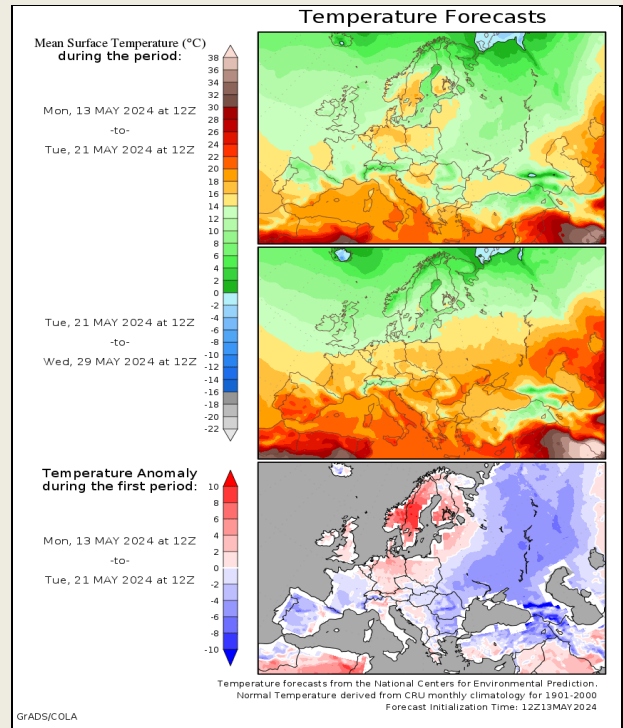 Temperature Forecasts
Mean Surface Temperature (°C)
during the period:
Mon, 13 MAY 2024 at 12Z
-to-
Tue, 21 MAY 2024 at 12Z
38
36
34
32
30
28
26
24
22
20
18
16
14
12
10
8
6
4
2
0
-2
-4
-6
-8
-10
-12
-14
-16
-18
-20
-22
Tue, 21 MAY 2024 at 12Z
-to-
Wed, 29 MAY 2024 at 12Z
Temperature Anomaly
during the first period:
Mon, 13 MAY 2024 at 12Z
-to-
Tue, 21 MAY 2024 at 12Z
10
8
6
4
2
0
-2
-4
-6
-8
-10
Temperature forecasts from the National Centers for Environmental Prediction.
Normal Temperature derived from CRU monthly climatology for 1901-2000
Forecast Initialization Time: 12Z13MAY2024
GrADS/COLA